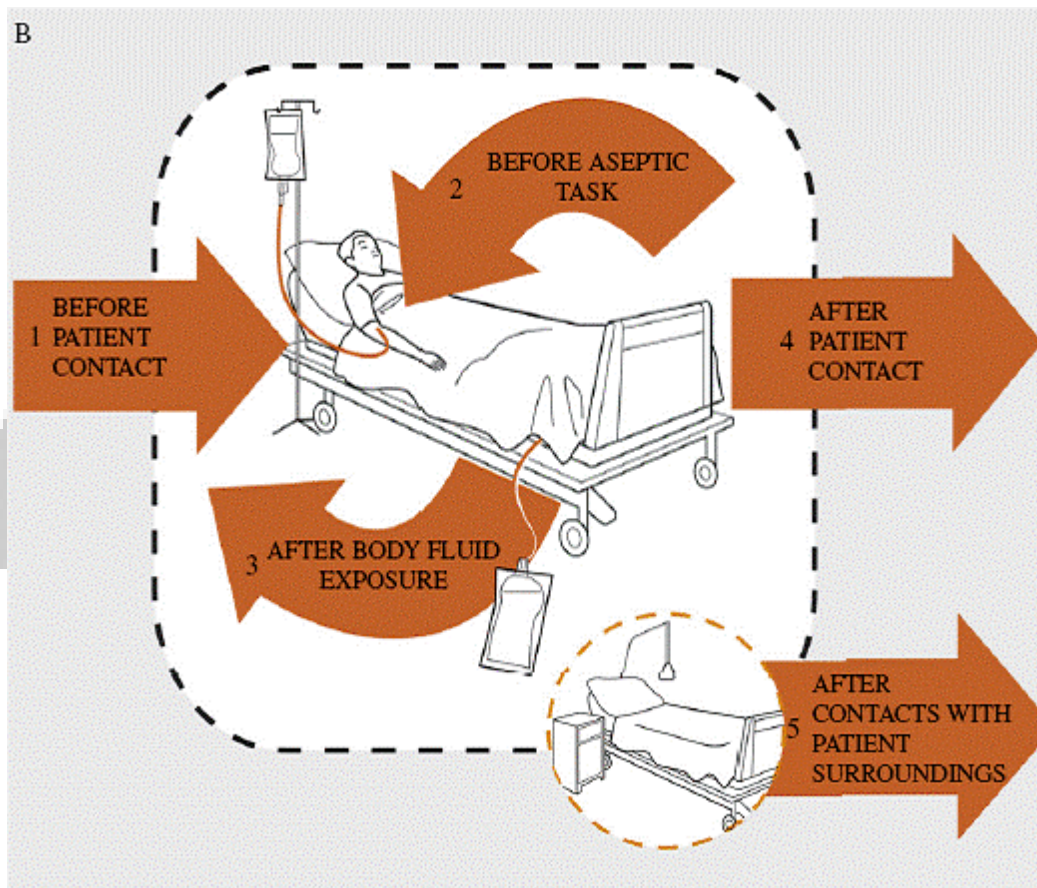 B
1 BEFORE
PATIENT
CONTACT
2 BEFORE ASEPTIC
TASK
3 AFTER BODY FLUID
EXPOSURE
4 AFTER
PATIENT
CONTACT
5 AFTER
CONTACTS WITH
PATIENT
SURROUNDINGS